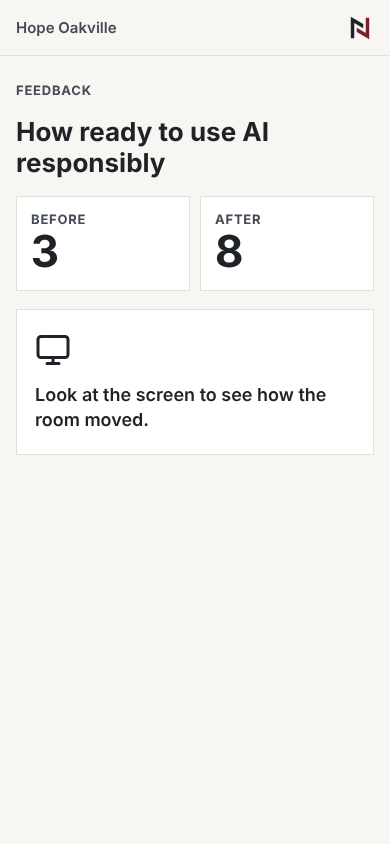 Hope Oakville
FEEDBACK
How ready to use AI
responsibly
BEFORE
3
AFTER
8
Look at the screen to see how the
room moved.